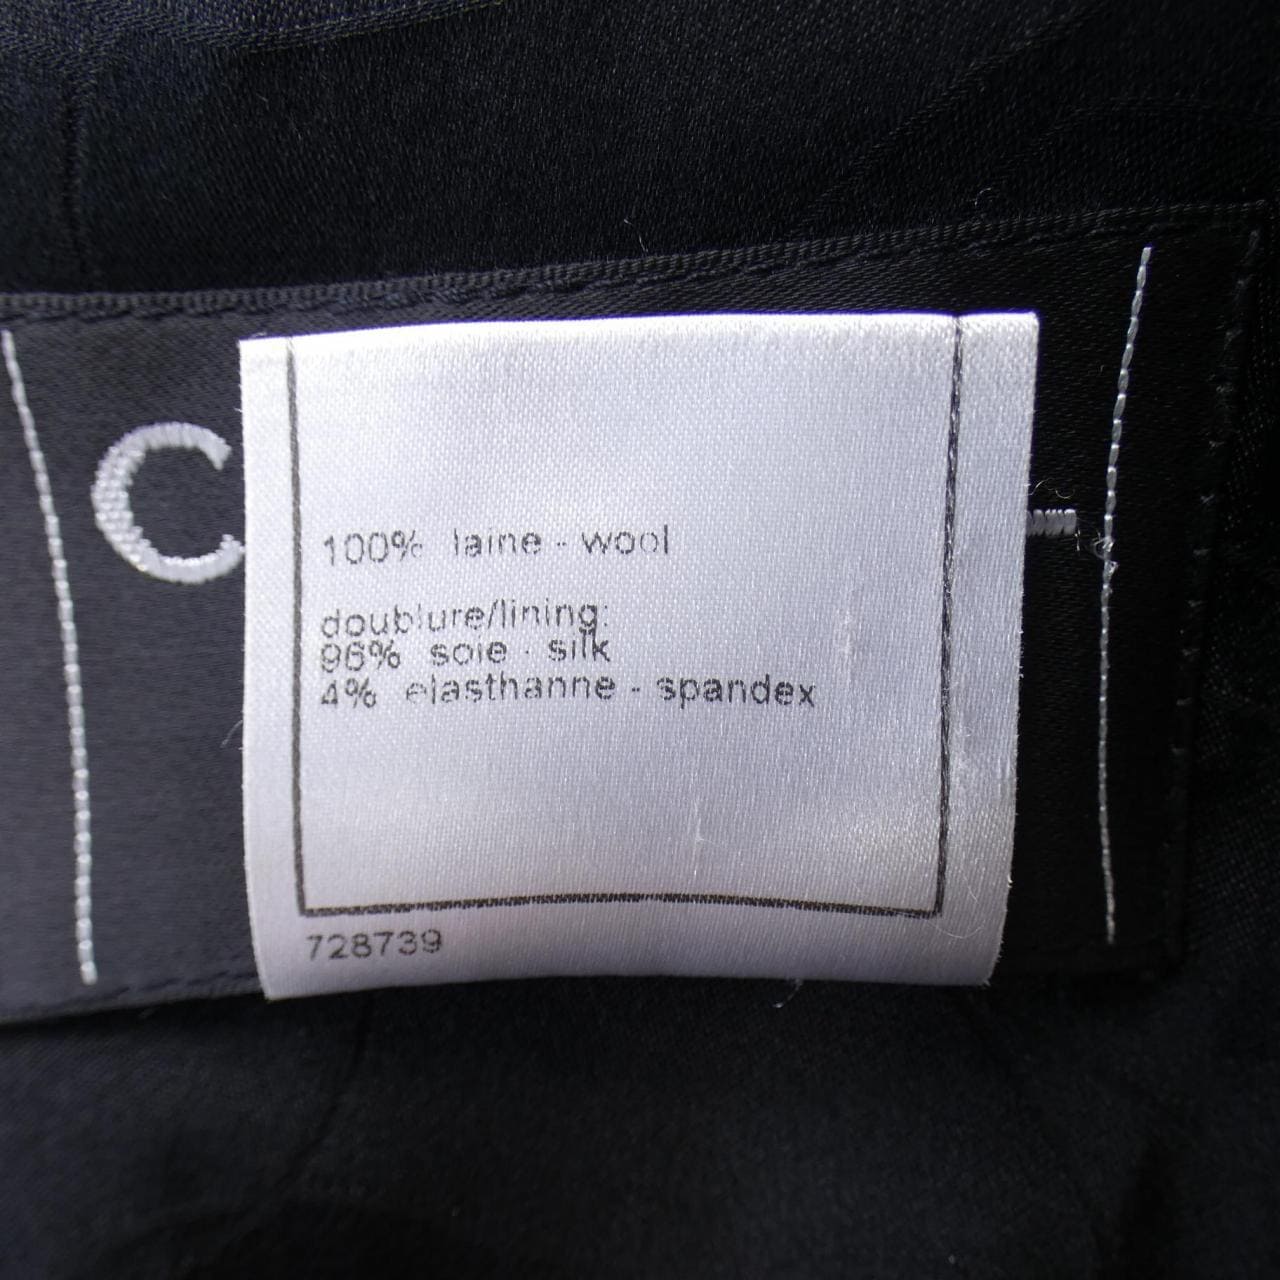 C
100% laine - wool
doublure/lining:
96% soie - silk
4% elasthanne - spandex
728739